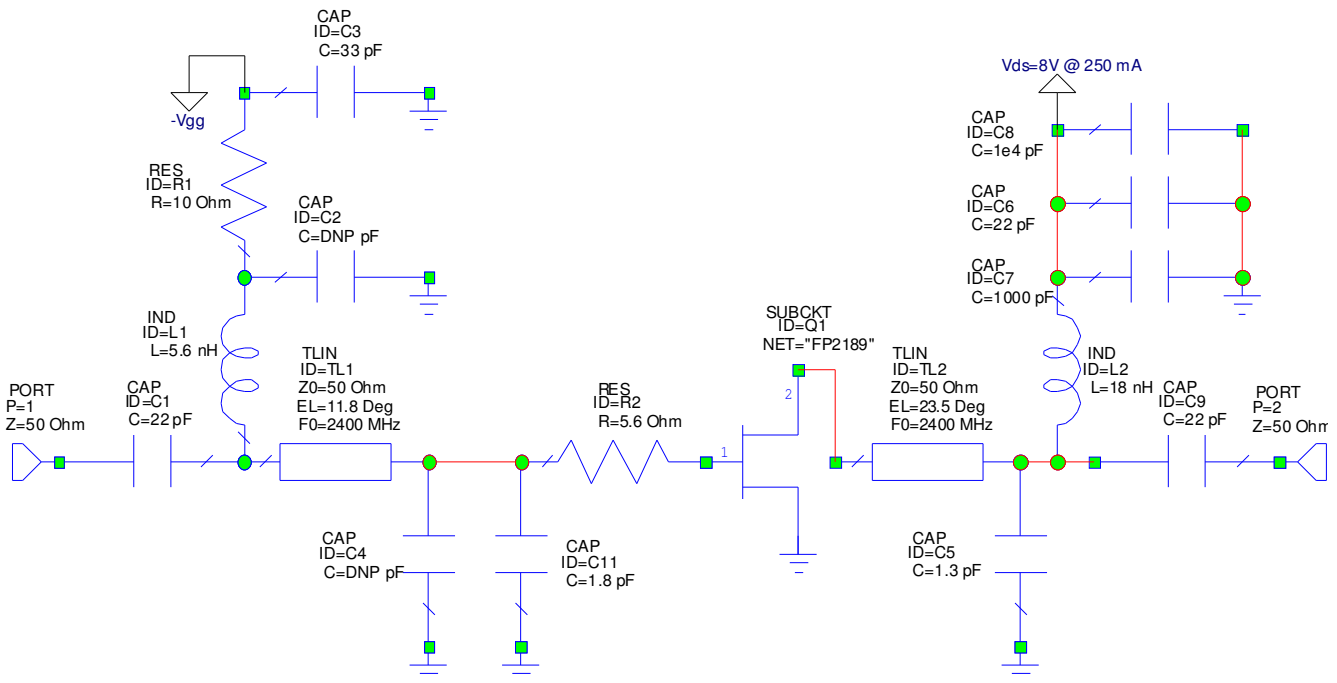 CAP
ID=C3
C=33 pF
-Vgg
RES
ID=R1
R=10 Ohm
CAP
ID=C2
C=DNP pF
IND
ID=L1
L=5.6 nH
PORT
P=1
Z=50 Ohm
CAP
ID=C1
C=22 pF
TLIN
ID=TL1
Z0=50 Ohm
EL=11.8 Deg
F0=2400 MHz
CAP
ID=C4
C=DNP pF
CAP
ID=C11
C=1.8 pF
RES
ID=R2
R=5.6 Ohm
SUBCKT
ID=Q1
NET="FP2189"
1
2
TLIN
ID=TL2
Z0=50 Ohm
EL=23.5 Deg
F0=2400 MHz
CAP
ID=C5
C=1.3 pF
Vds=8V @ 250 mA
CAP
ID=C8
C=1e4 pF
CAP
ID=C6
C=22 pF
CAP
ID=C7
C=1000 pF
IND
ID=L2
L=18 nH
CAP
ID=C9
C=22 pF
PORT
P=2
Z=50 Ohm